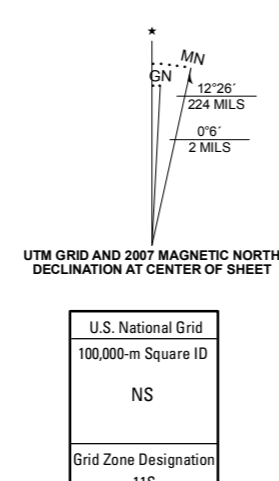 ★
MN
GN
12°26´
224 MILS
0°6´
2 MILS
UTM GRID AND 2007 MAGNETIC NORTH
DECLINATION AT CENTER OF SHEET
U.S. National Grid
100,000-m Square ID
NS
Grid Zone Designation
11S